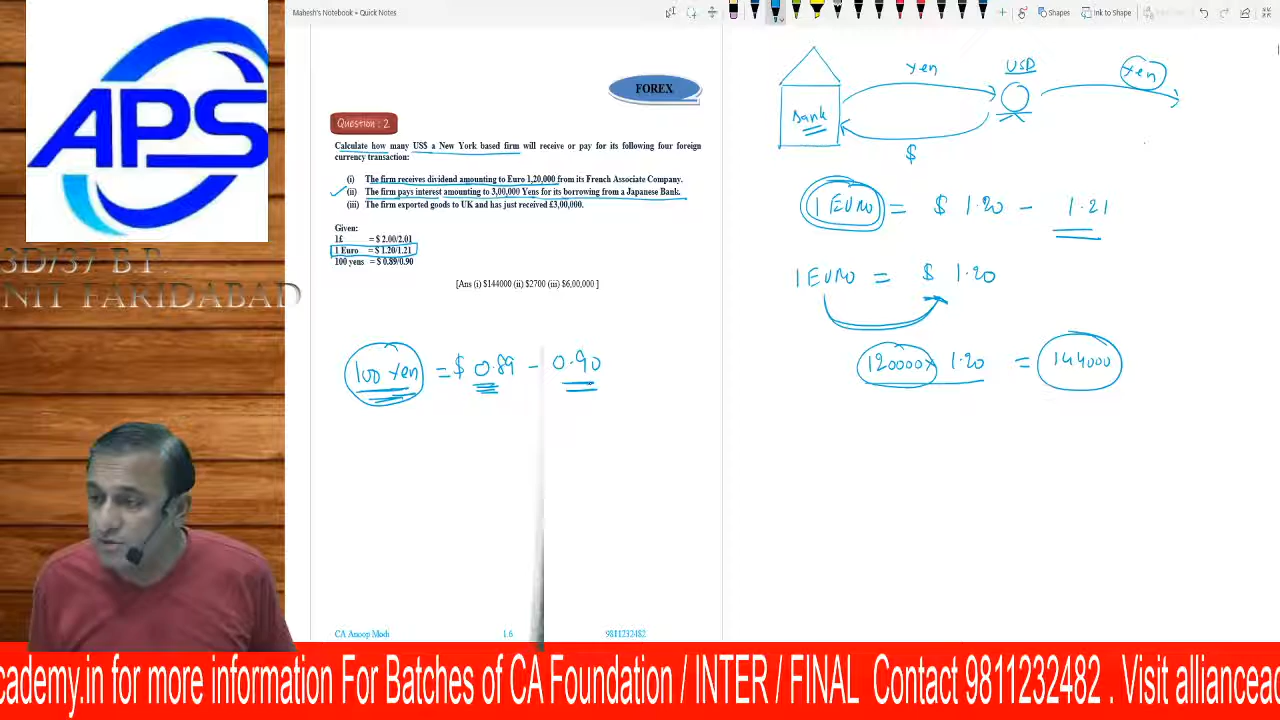 Mahesh's Notebook » Quick Notes
Shapes
Ink to Shape
APS
3D/37 B.P.
NIT FARIDABAD
FOREX
Question : 2
Calculate how many US$ a New York based firm will receive or pay for its following four foreign
currency transaction:
(i) The firm receives dividend amounting to Euro 1,20,000 from its French Associate Company.
(ii) The firm pays interest amounting to 3,00,000 Yens for its borrowing from a Japanese Bank.
(iii) The firm exported goods to UK and has just received £3,00,000.
Given:
1£ = $ 2.00/2.01
1 Euro = $ 1.20/1.21
100 yens = $ 0.89/0.90
[Ans (i) $144000 (ii) $2700 (iii) $6,00,000 ]
100 yen = $ 0.89 - 0.90
CA Anoop Modi 1.6 9811232482
Bank
yen
USD
yen
$
1 EURO = $ 1.20 - 1.21
1 EURO = $ 1.20
120000 x 1.20 = 144000
cademy.in for more information For Batches of CA Foundation / INTER / FINAL Contact 9811232482 . Visit allianceac